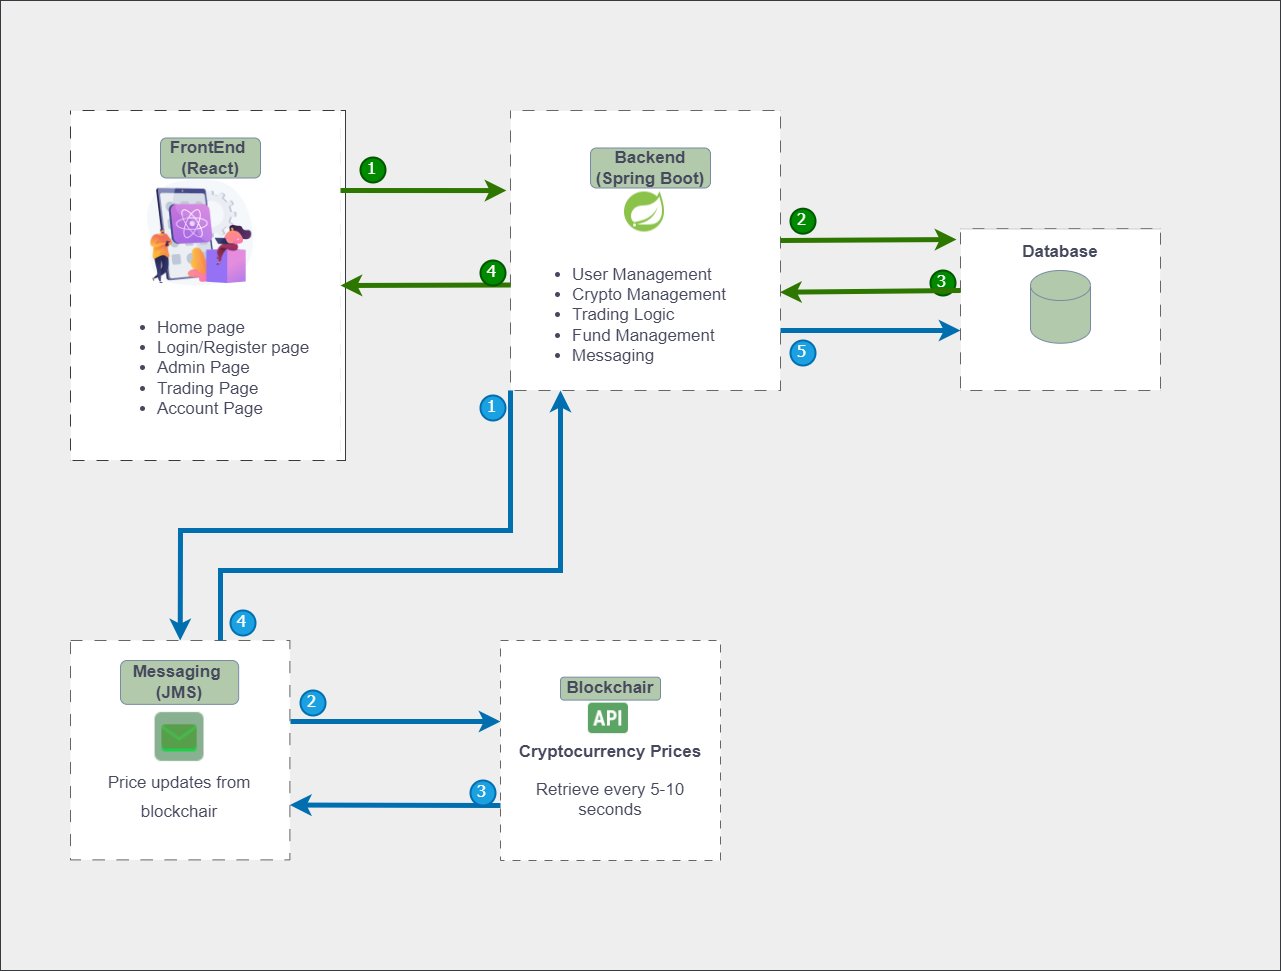 FrontEnd
(React)
1
4
• Home page
• Login/Register page
• Admin Page
• Trading Page
• Account Page
Backend
(Spring Boot)
• User Management
• Crypto Management
• Trading Logic
• Fund Management
• Messaging
2
3
5
Database
1
4
Messaging
(JMS)
Price updates from
blockchair
2
3
Blockchair
API
Cryptocurrency Prices
Retrieve every 5-10
seconds